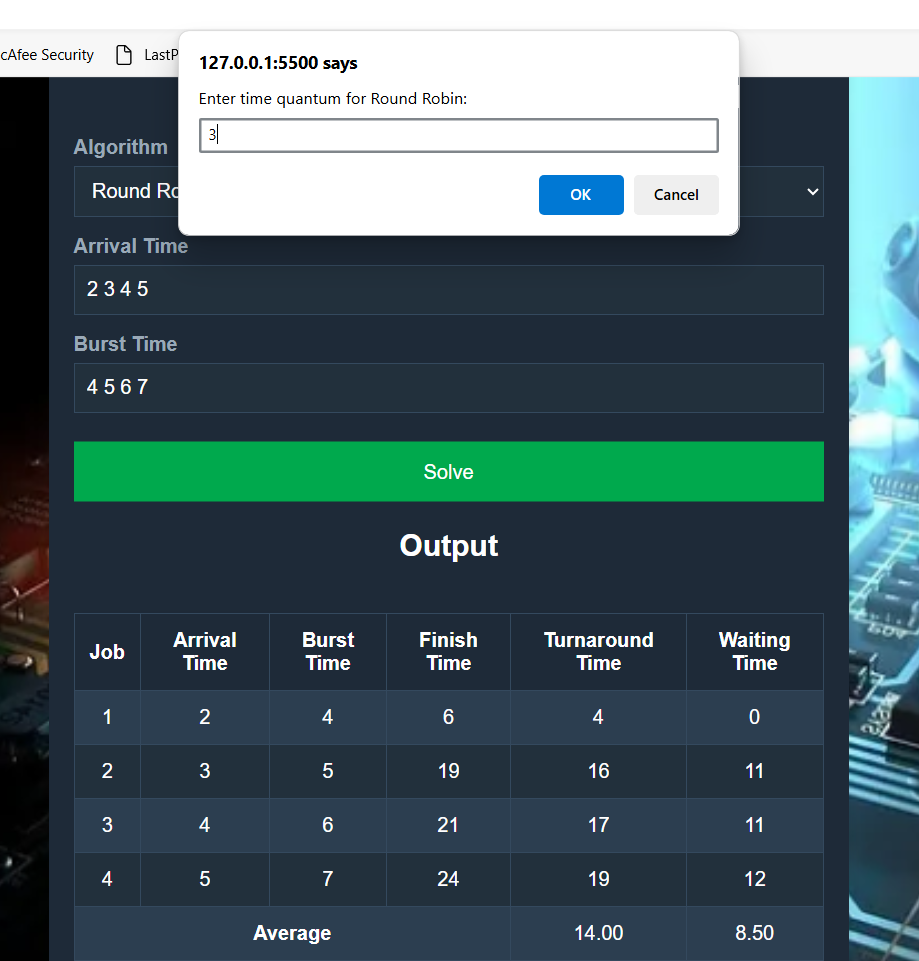 cAfee Security LastP
127.0.0.1:5500 says
Enter time quantum for Round Robin:
3
OK Cancel
Algorithm
Round Ro
Arrival Time
2 3 4 5
Burst Time
4 5 6 7
Solve
Output
Job Arrival Time Burst Time Finish Time Turnaround Time Waiting Time
1 2 4 6 4 0
2 3 5 19 16 11
3 4 6 21 17 11
4 5 7 24 19 12
Average 14.00 8.50